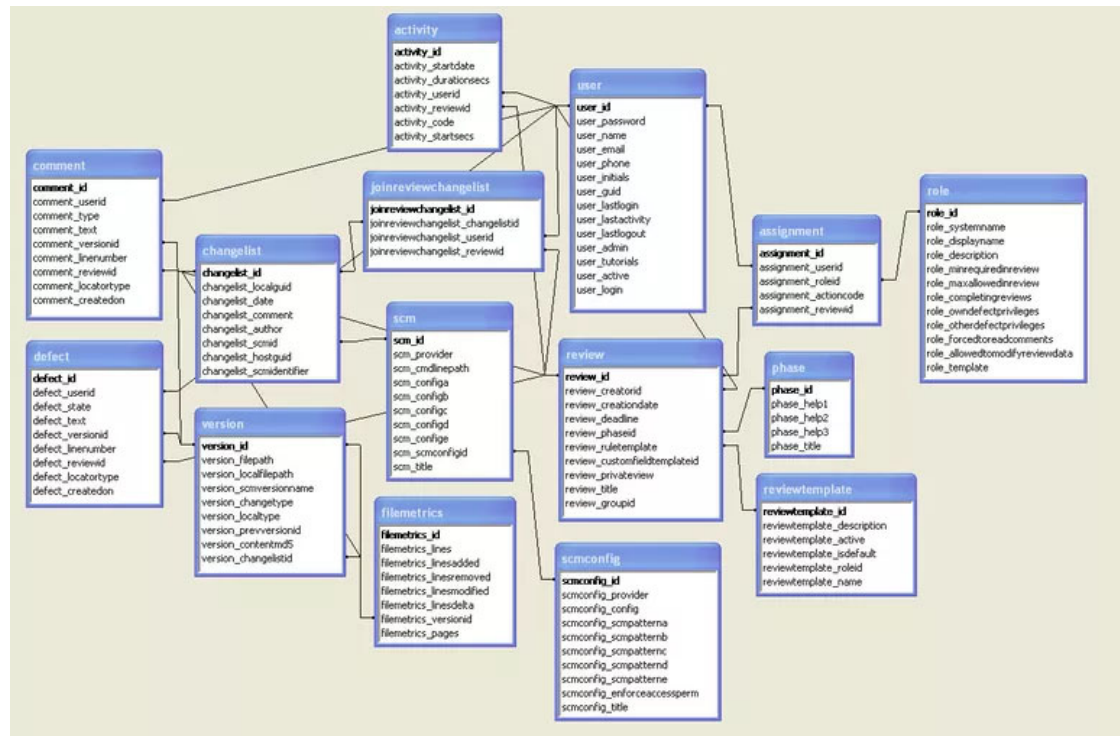 activity
activity_id
activity_startdate
activity_durationsecs
activity_userid
activity_reviewid
activity_code
activity_startsecs
user
user_id
user_password
user_name
user_email
user_phone
user_initials
user_guid
user_lastlogin
user_lastactivity
user_lastlogout
user_admin
user_tutorials
user_active
user_login
comment
comment_id
comment_userid
comment_type
comment_text
comment_versionid
comment_linenumber
comment_reviewid
comment_locatortype
comment_createdon
joinreviewchangelist
joinreviewchangelist_id
joinreviewchangelist_changelistid
joinreviewchangelist_userid
joinreviewchangelist_reviewid
role
role_id
role_systemname
role_displayname
role_description
role_minrequiredinreview
role_maxallowedinreview
role_completingreviews
role_owndefectprivileges
role_otherdefectprivileges
role_forcedtoreadcomments
role_allowedtomodifyreviewdata
role_template
assignment
assignment_id
assignment_userid
assignment_roleid
assignment_actioncode
assignment_reviewid
changelist
changelist_id
changelist_localguid
changelist_date
changelist_comment
changelist_author
changelist_scmid
changelist_hostguid
changelist_scmidentifier
scm
scm_id
scm_provider
scm_cmdlinepath
scm_configa
scm_configb
scm_configc
scm_configd
scm_confige
scm_scmconfigid
scm_title
defect
defect_id
defect_userid
defect_state
defect_text
defect_versionid
defect_linenumber
defect_reviewid
defect_locatortype
defect_createdon
review
review_id
review_creatorid
review_creationdate
review_deadline
review_phaseid
review_ruletemplate
review_customfieldtemplateid
review_privateview
review_title
review_groupid
phase
phase_id
phase_help1
phase_help2
phase_help3
phase_title
version
version_id
version_filepath
version_localfilepath
version_scmversionname
version_changetype
version_localtype
version_prevversionid
version_contentmd5
version_changelistid
reviewtemplate
reviewtemplate_id
reviewtemplate_description
reviewtemplate_active
reviewtemplate_isdefault
reviewtemplate_roleid
reviewtemplate_name
filemetrics
filemetrics_id
filemetrics_lines
filemetrics_linesadded
filemetrics_linesremoved
filemetrics_linesmodified
filemetrics_linesdelta
filemetrics_versionid
filemetrics_pages
scmconfig
scmconfig_id
scmconfig_provider
scmconfig_config
scmconfig_scmpatterna
scmconfig_scmpatternb
scmconfig_scmpatternc
scmconfig_scmpatternd
scmconfig_scmpatterne
scmconfig_enforceaccessperm
scmconfig_title